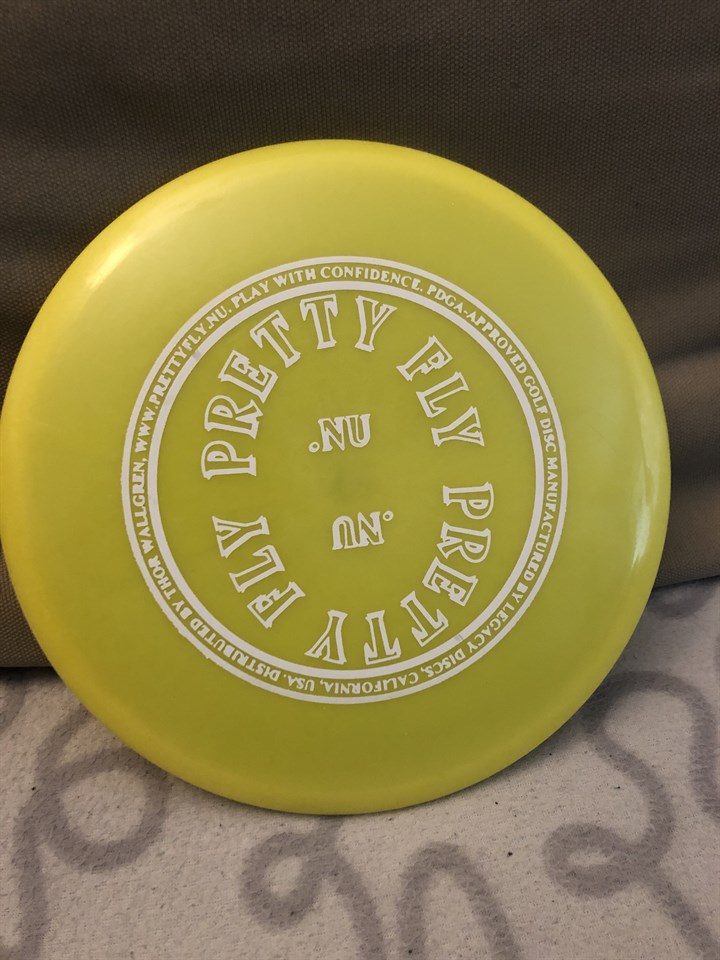 WWW.PRETTYFLY.NU. PLAY WITH CONFIDENCE. PDGA-APPROVED GOLF DISC MANUFACTURED BY LEGACY DISCS, CALIFORNIA, USA. DISTRIBUTED BY THOR WALLGREN.
PRETTY FLY PRETTY FLY
.NU
.NU